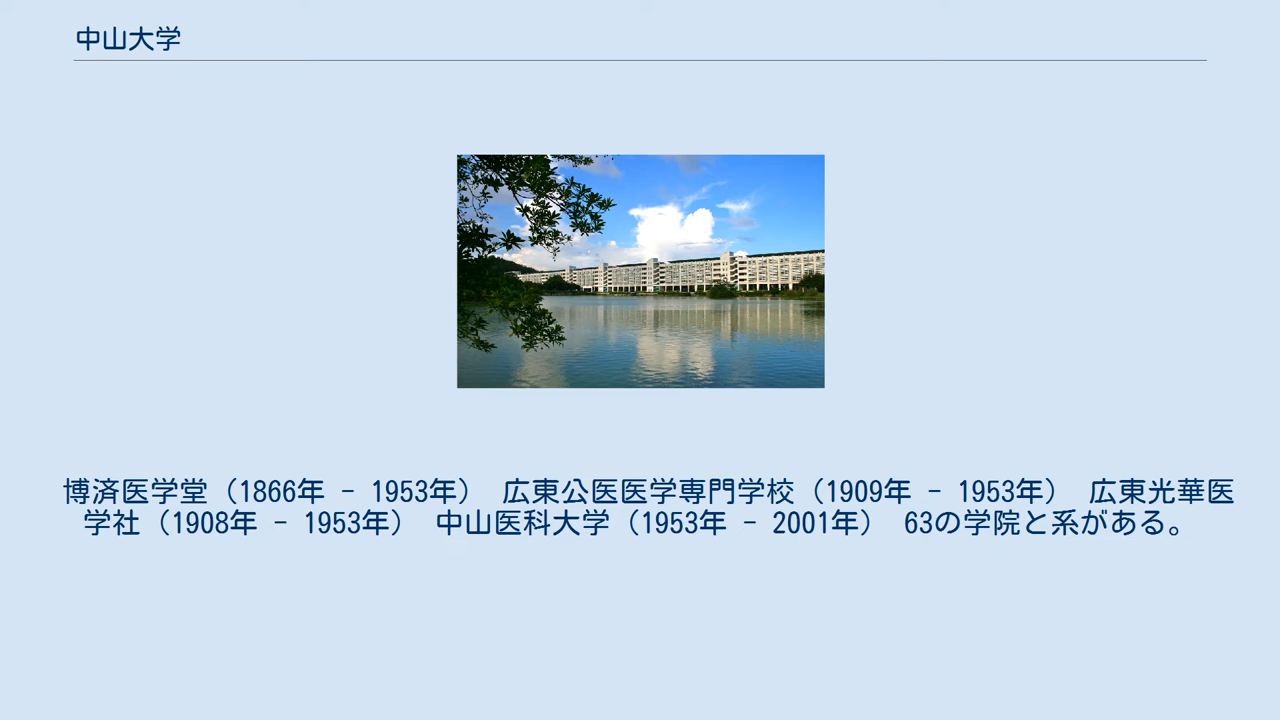 中山大学
博済医学堂（1866年 - 1953年） 広東公医医学専門学校（1909年 - 1953年） 広東光華医
学社（1908年 - 1953年） 中山医科大学（1953年 - 2001年） 63の学院と系がある。